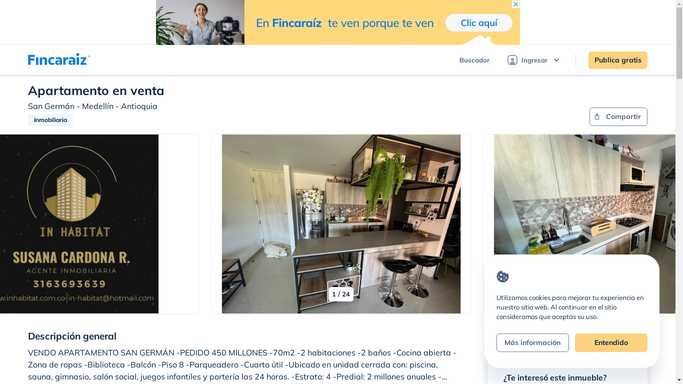 En Fincaraíz te ven porque te ven
Clic aquí
Fincaraiz
Buscador
Ingresar
Publica gratis
Apartamento en venta
San Germán - Medellín - Antioquia
Inmobiliaria
Compartir
IN HABITAT
SUSANA CARDONA R.
AGENTE INMOBILIARIA
3163693639
w.inhabitat.com.co
in-habitat@hotmail.com
1 / 24
Utilizamos cookies para mejorar tu experiencia en
nuestro sitio web. Al continuar en el sitio
consideramos que aceptas su uso.
Más información
Entendido
Descripción general
VENDO APARTAMENTO SAN GERMÁN -PEDIDO 450 MILLONES -70m2 -2 habitaciones -2 baños -Cocina abierta -
Zona de ropas -Biblioteca -Balcón -Piso 8 -Parqueadero -Cuarto útil -Ubicado en unidad cerrada con: piscina,
sauna, gimnasio, salón social, juegos infantiles y portería las 24 horas. -Estrato: 4 -Predial: 2 millones anuales -...
¿Te interesó este inmueble?